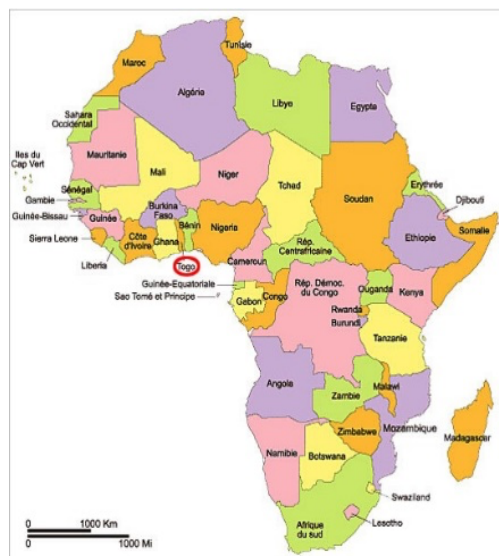 Tunisie
Maroc
Algérie
Libye
Egypte
Sahara
Occidental
Iles du
Cap Vert
Mauritanie
Mali
Niger
Tchad
Soudan
Erythrée
Djibouti
Sénégal
Gambie
Guinée-Bissau
Guinée
Burkina
Faso
Bénin
Nigeria
Côte
d'Ivoire
Ghana
Sierra Leone
Liberia
Togo
Cameroun
Rép.
Centrafricaine
Ethiopie
Somalie
Guinée-Equatoriale
Sao Tomé et Principe
Gabon
Congo
Rép. Démoc.
du Congo
Ouganda
Kenya
Rwanda
Burundi
Tanzanie
Angola
Zambie
Malawi
Mozambique
Zimbabwe
Madagascar
Namibie
Botswana
Swaziland
Lesotho
Afrique
du sud
0 1000 Km
0 1000 Mi